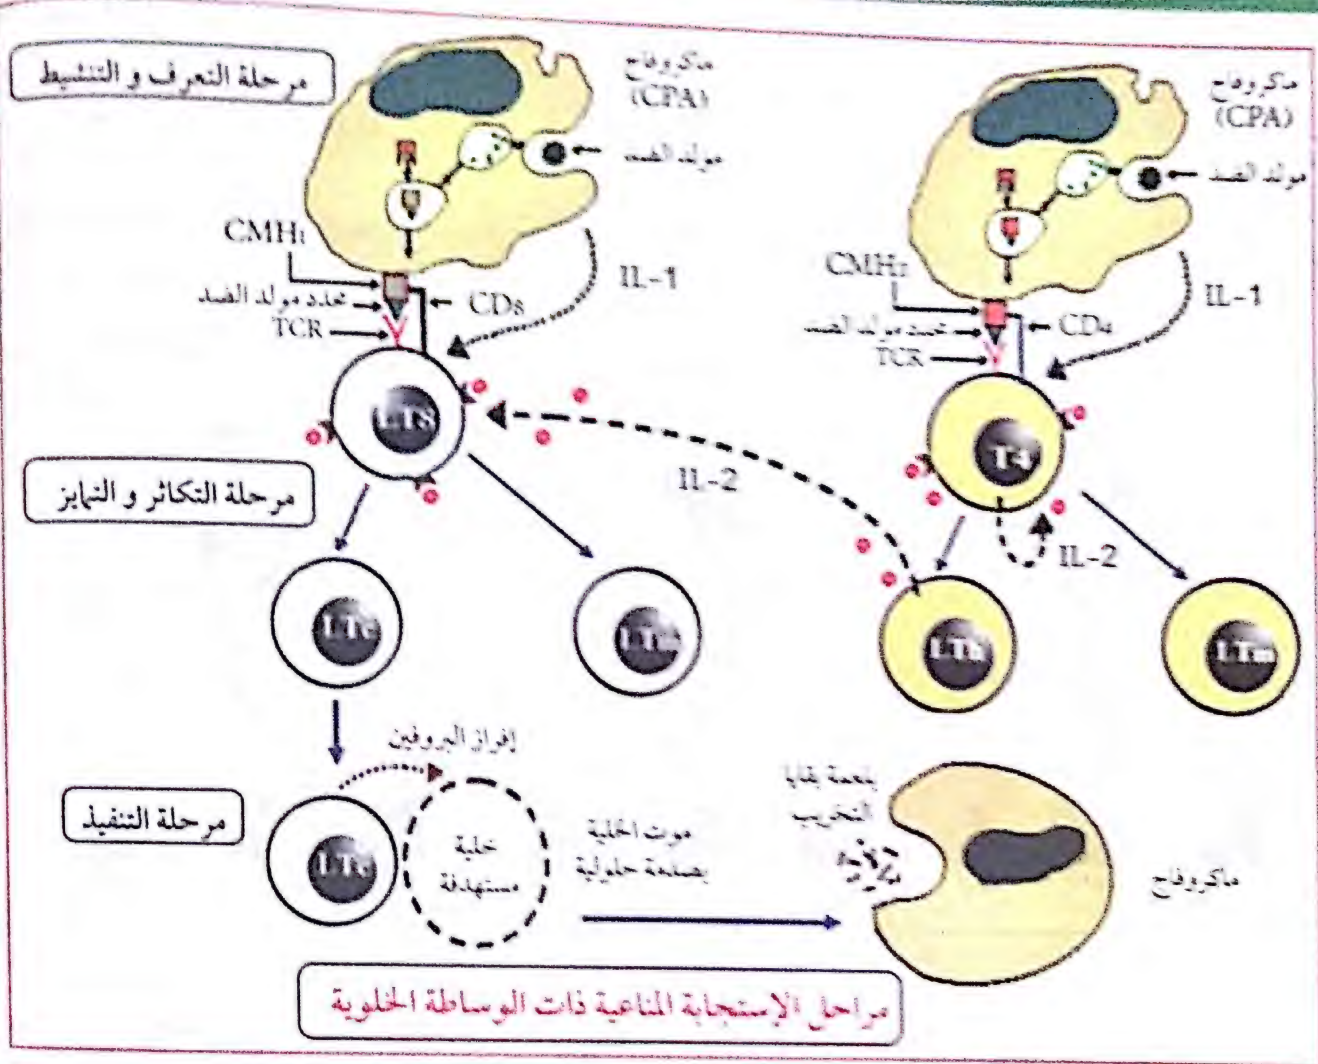 مرحلة التعرف و التنشيط
ماكروفاج
(CPA)
مولد الضد
CMH₁
محدد مولد الضد
TCR
CD₈
IL-1
LT8
ماكروفاج
(CPA)
مولد الضد
CMH₂
محدد مولد الضد
TCR
CD₄
IL-1
T4
مرحلة التكاثر و التمايز
IL-2
IL-2
LTc
LTm
LTh
LTm
إفراز البروفين
مرحلة التنفيذ
LTc
خلية
مستهدفة
موت الخلية
بصدمة حلولية
بلعمة بقايا
التخريب
ماكروفاج
مراحل الإستجابة المناعية ذات الوساطة الخلوية